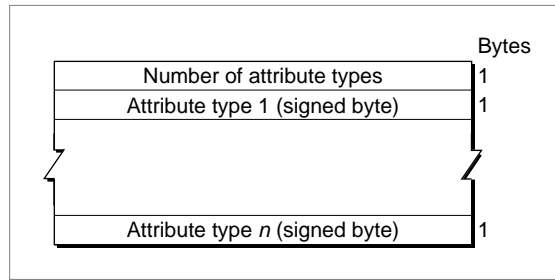 Bytes
Number of attribute types 1
Attribute type 1 (signed byte) 1
Attribute type n (signed byte) 1